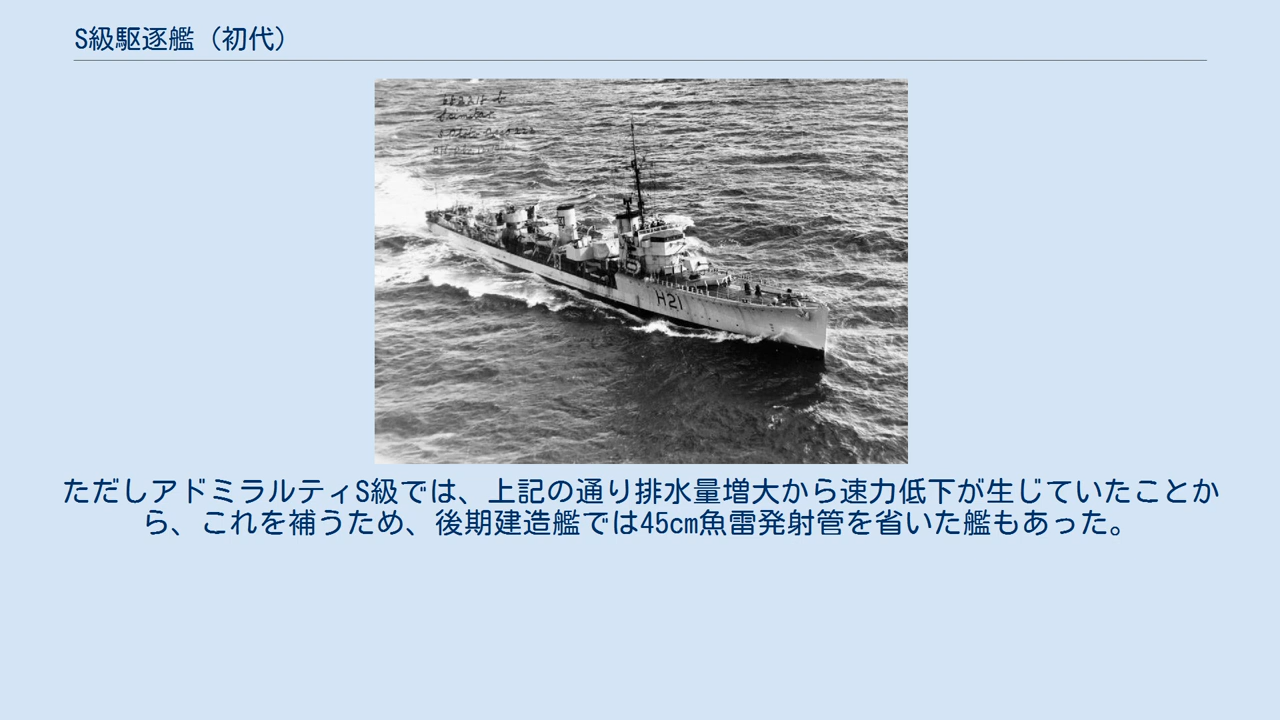 S級駆逐艦（初代）
H21
ただしアドミラルティS級では、上記の通り排水量増大から速力低下が生じていたことか
ら、これを補うため、後期建造艦では45cm魚雷発射管を省いた艦もあった。